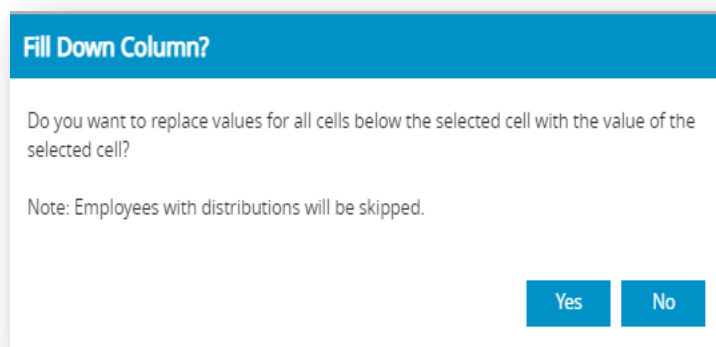 Fill Down Column?
Do you want to replace values for all cells below the selected cell with the value of the
selected cell?
Note: Employees with distributions will be skipped.
Yes
No